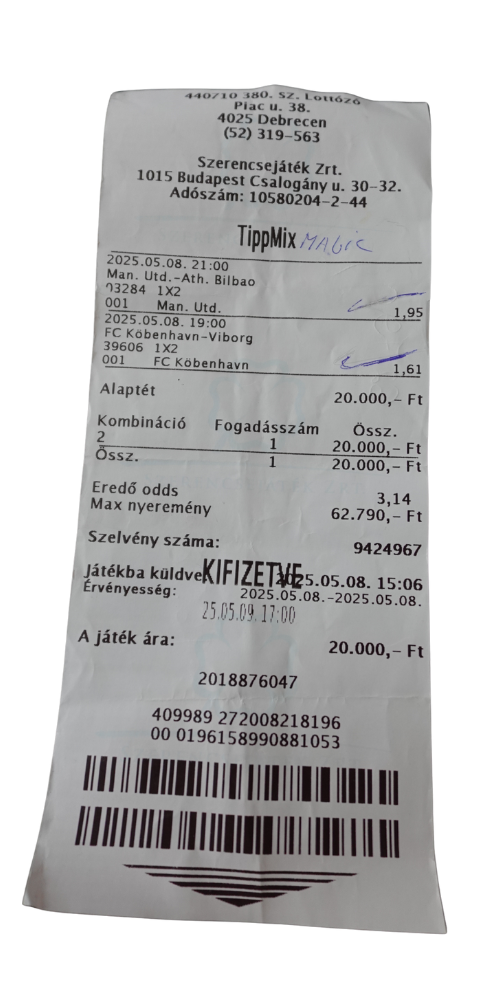 440/10 380. Sz. Lottózó
Piac u. 38.
4025 Debrecen
(52) 319-563
Szerencsejáték Zrt.
1015 Budapest Csalogány u. 30-32.
Adószám: 10580204-2-44
TippMix MAGIC
2025.05.08. 21:00
Man. Utd.-Ath. Bilbao
03284 1X2
001 Man. Utd. 1,95
2025.05.08. 19:00
FC Köbenhavn-Viborg
39606 1X2
001 FC Köbenhavn 1,61
Alaptét 20.000,- Ft
Kombináció Fogadásszám Össz.
2 1 20.000,- Ft
Össz. 1 20.000,- Ft
Eredő odds 3,14
Max nyeremény 62.790,- Ft
Szelvény száma: 9424967
Játékba küldve KIFIZETVE 2025.05.08. 15:06
Érvényesség: 2025.05.08.-2025.05.08.
25.05.09. 17:00
A játék ára: 20.000,- Ft
2018876047
409989 272008218196
00 0196158990881053